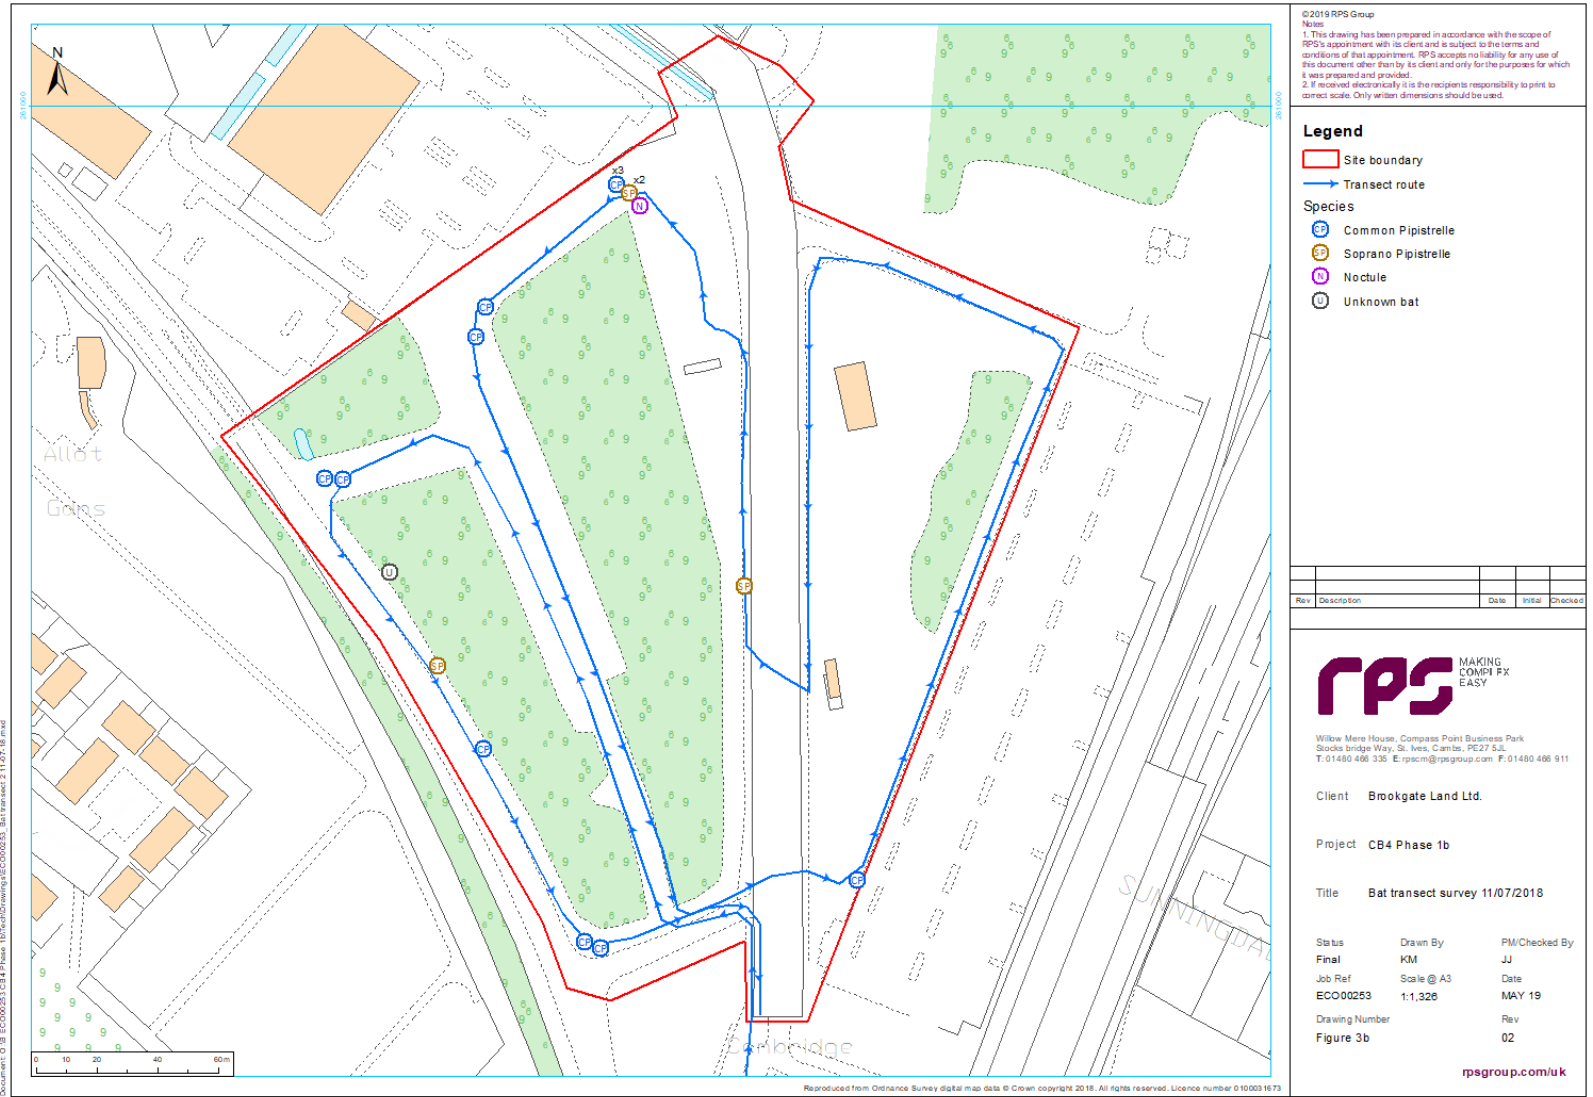 N
261000
261000
x3
x2
CP
SP
N
CP
CP
CP
CP
U
SP
SP
CP
CP
CP
CP
Allot
Gdns
Cambridge
0 10 20 40 60m
Reproduced from Ordnance Survey digital map data © Crown copyright 2018. All rights reserved. Licence number 0100031673
©2019 RPS Group
Notes
1. This drawing has been prepared in accordance with the scope of
RPS's appointment with its client and is subject to the terms and
conditions of that appointment. RPS accepts no liability for any use of
this document other than by its client and only for the purposes for which
it was prepared and provided.
2. If received electronically it is the recipients responsibility to print to
correct scale. Only written dimensions should be used.
Legend
Site boundary
Transect route
Species
CP Common Pipistrelle
SP Soprano Pipistrelle
N Noctule
U Unknown bat
Rev Description Date Initial Checked
rps MAKING
COMPLEX
EASY
Willow Mere House, Compass Point Business Park
Stocks bridge Way, St. Ives, Cambs, PE27 5JL
T: 01480 466 335 E: rpscm@rpsgroup.com F: 01480 466 911
Client Brookgate Land Ltd.
Project CB4 Phase 1b
Title Bat transect survey 11/07/2018
Status Drawn By PM/Checked By
Final KM JJ
Job Ref Scale @ A3 Date
ECO00253 1:1,326 MAY 19
Drawing Number Rev
Figure 3b 02
rpsgroup.com/uk